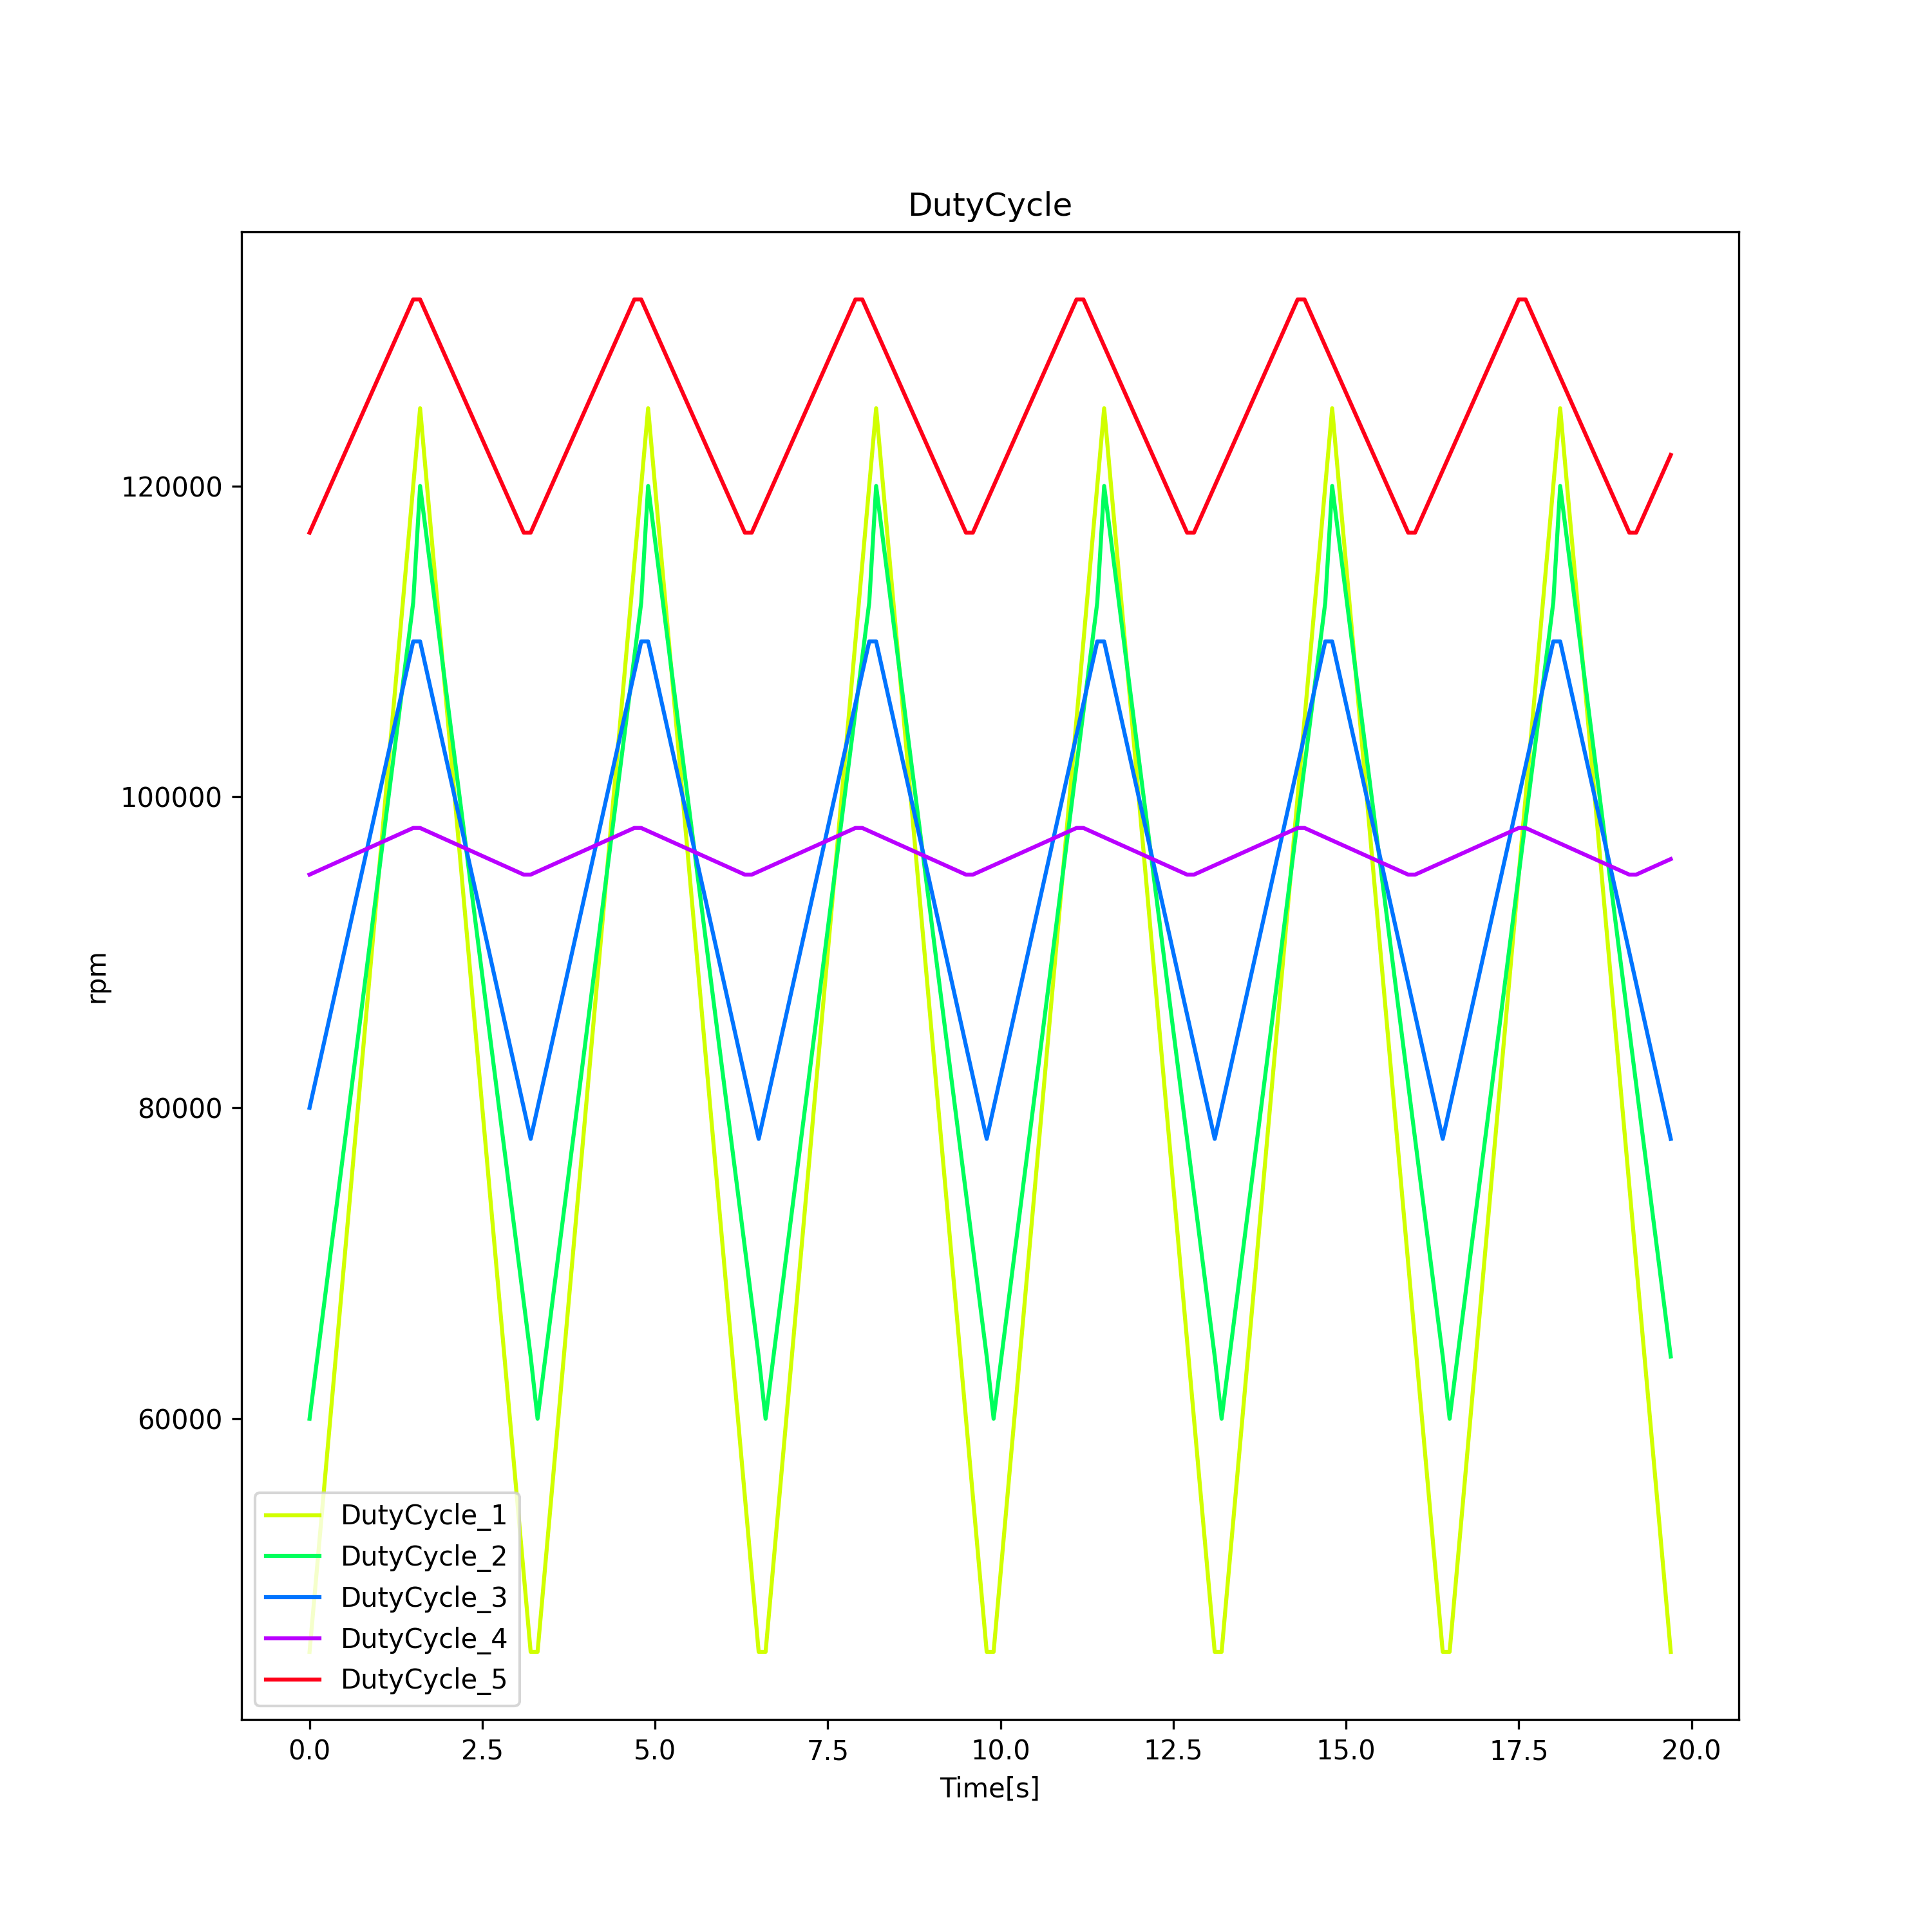 DutyCycle
120000
100000
80000
60000
rpm
DutyCycle_1
DutyCycle_2
DutyCycle_3
DutyCycle_4
DutyCycle_5
0.0 2.5 5.0 7.5 10.0 12.5 15.0 17.5 20.0
Time[s]